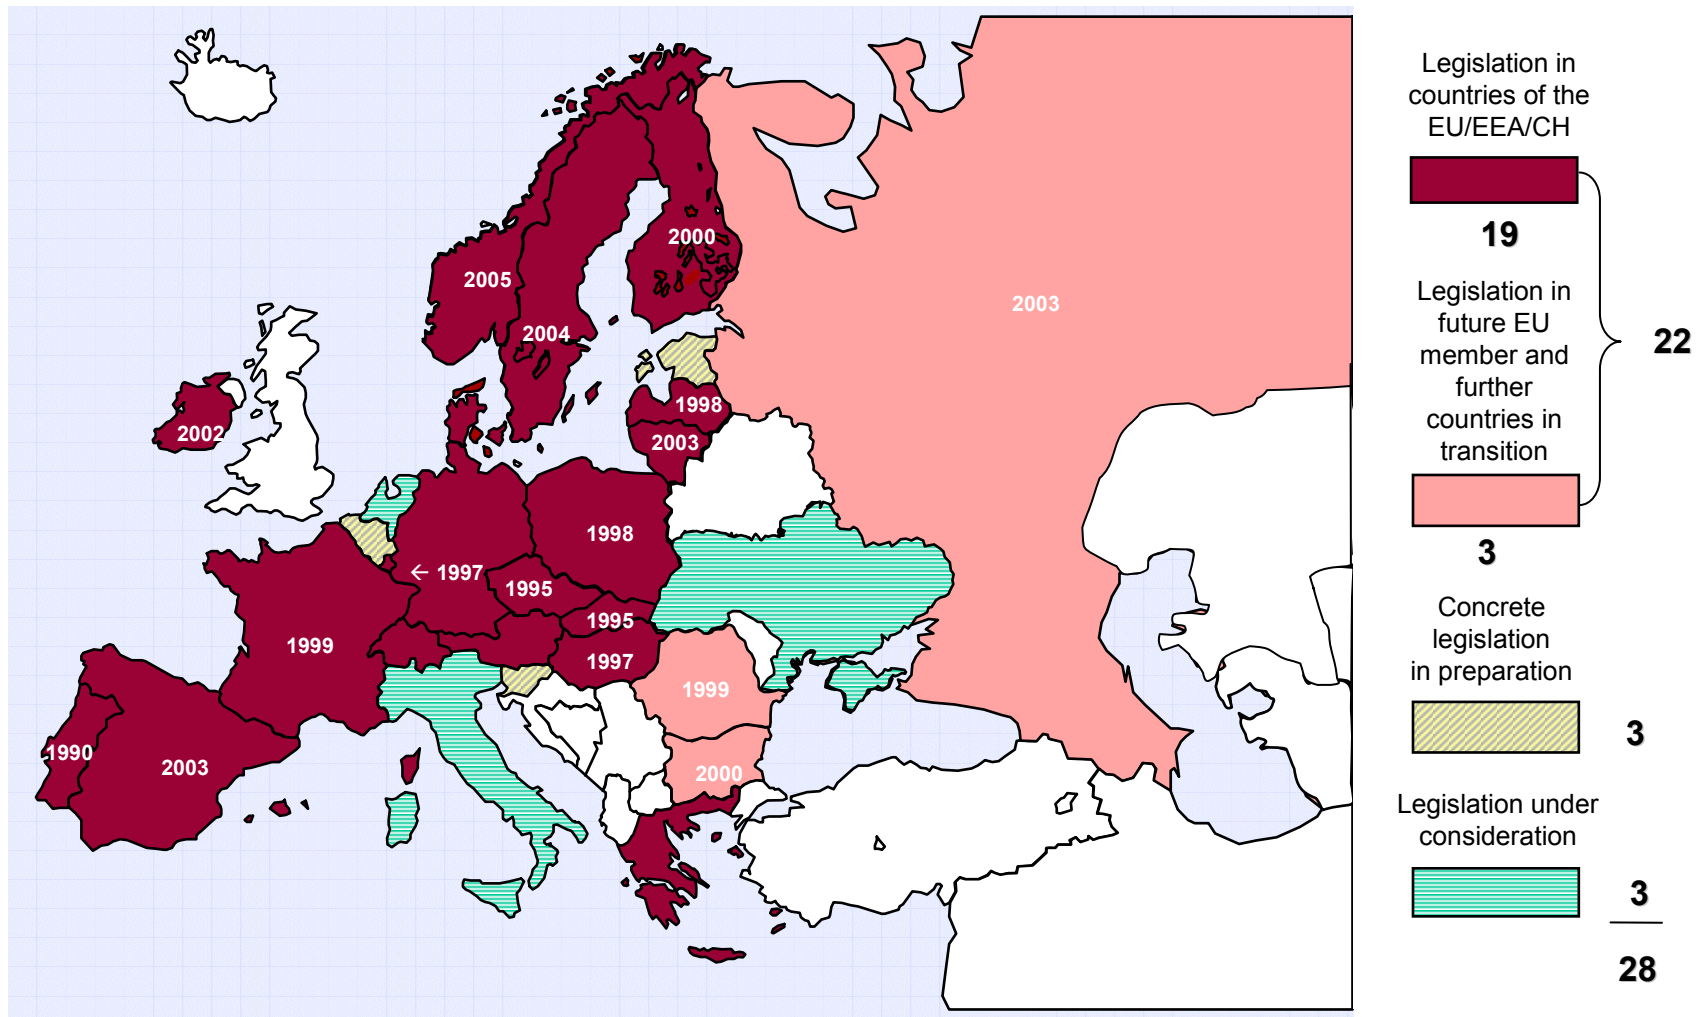 2000
2005
2003
2004
1998
2002
2003
1998
← 1997
1995
1995
1999
1997
1999
1990
2003
2000
Legislation in
countries of the
EU/EEA/CH
19
Legislation in
future EU
member and
further
countries in
transition
22
3
Concrete
legislation
in preparation
3
Legislation under
consideration
3
28